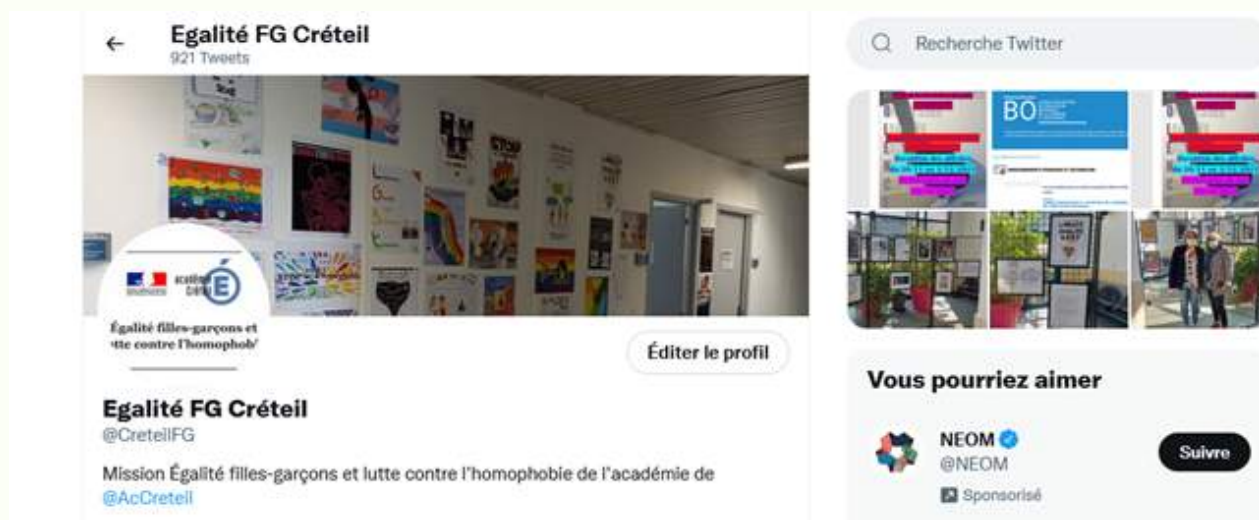 Egalité FG Créteil
921 Tweets
Recherche Twitter
BO
STOP
académie
Égalité filles-garçons et
tte contre l'homophob
Éditer le profil
Egalité FG Créteil
@CreteilFG
Mission Égalité filles-garçons et lutte contre l'homophobie de l'académie de
@AcCreteil
Vous pourriez aimer
NEOM
@NEOM
Suivre
Sponsorisé